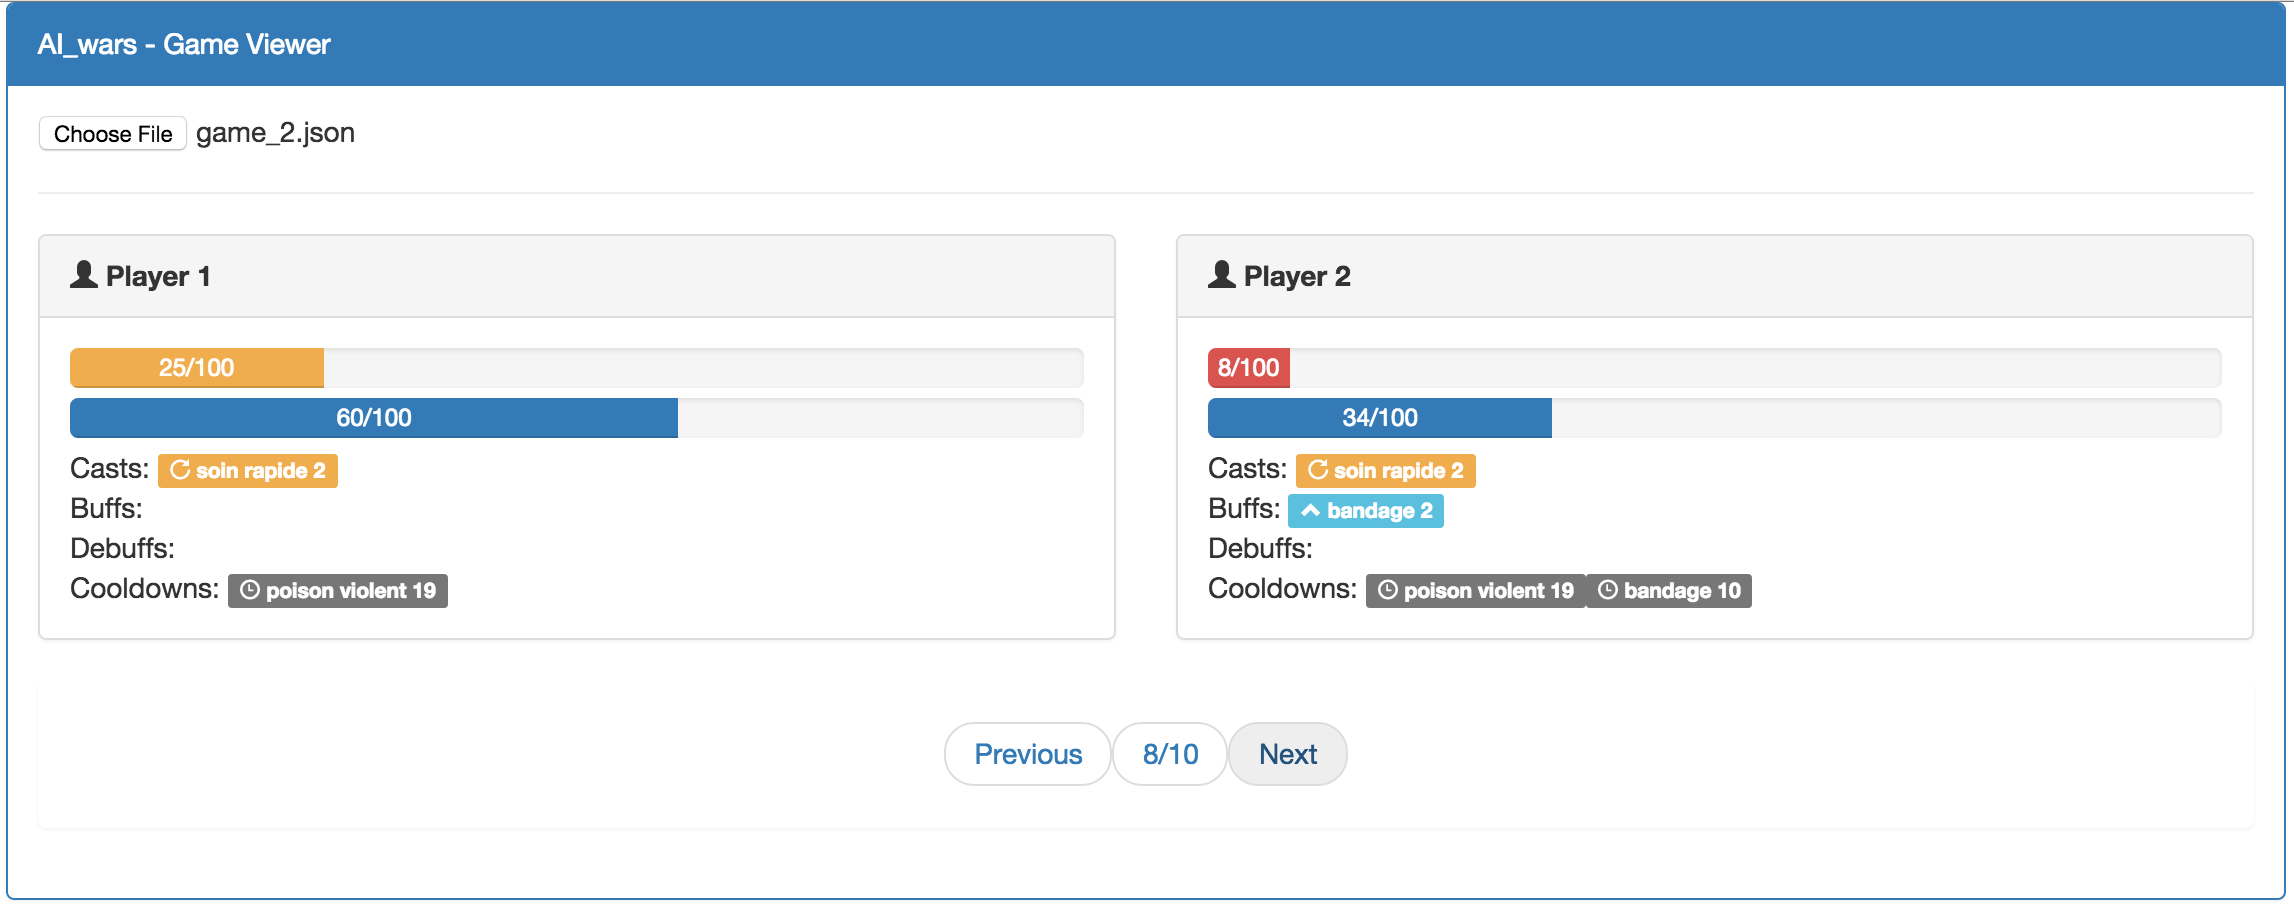 AI_wars - Game Viewer
Choose File game_2.json
Player 1
25/100
60/100
Casts: soin rapide 2
Buffs:
Debuffs:
Cooldowns: poison violent 19
Player 2
8/100
34/100
Casts: soin rapide 2
Buffs: bandage 2
Debuffs:
Cooldowns: poison violent 19 bandage 10
Previous 8/10 Next